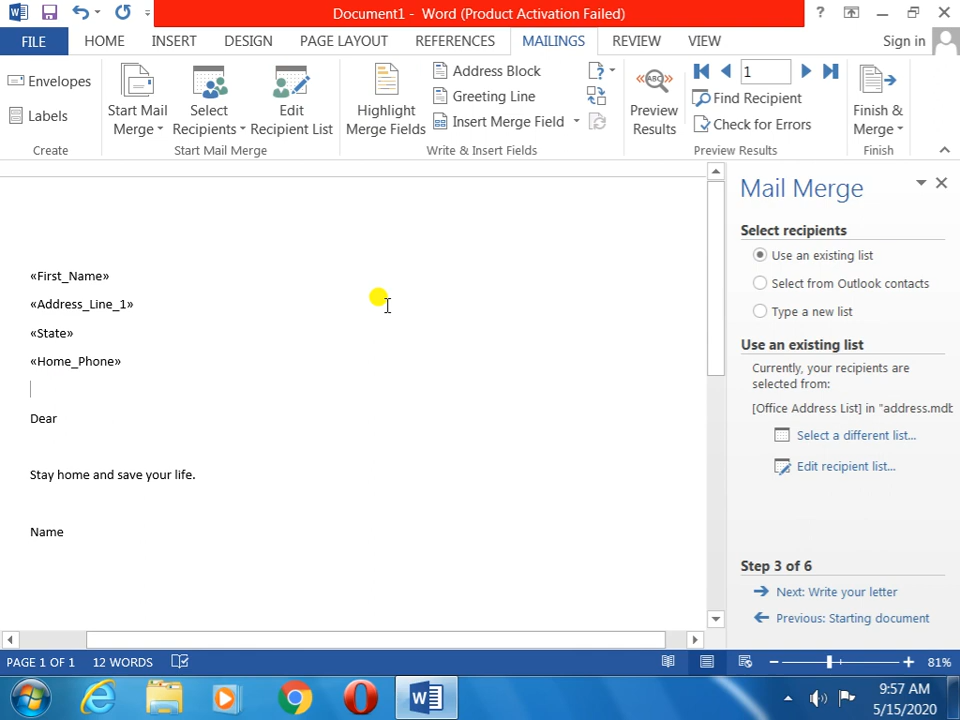 Document1 - Word (Product Activation Failed)
?
FILE HOME INSERT DESIGN PAGE LAYOUT REFERENCES MAILINGS REVIEW VIEW Sign in
Envelopes
Labels
Create
Start Mail Merge
Select Recipients
Edit Recipient List
Start Mail Merge
Highlight Merge Fields
Address Block
Greeting Line
Insert Merge Field
Write & Insert Fields
ABC
Preview Results
1
Find Recipient
Check for Errors
Preview Results
Finish & Merge
Finish
«First_Name»
«Address_Line_1»
«State»
«Home_Phone»
Dear
Stay home and save your life.
Name
Mail Merge
Select recipients
Use an existing list
Select from Outlook contacts
Type a new list
Use an existing list
Currently, your recipients are
selected from:
[Office Address List] in "address.mdb
Select a different list...
Edit recipient list...
Step 3 of 6
Next: Write your letter
Previous: Starting document
PAGE 1 OF 1 12 WORDS 81%
9:57 AM
5/15/2020